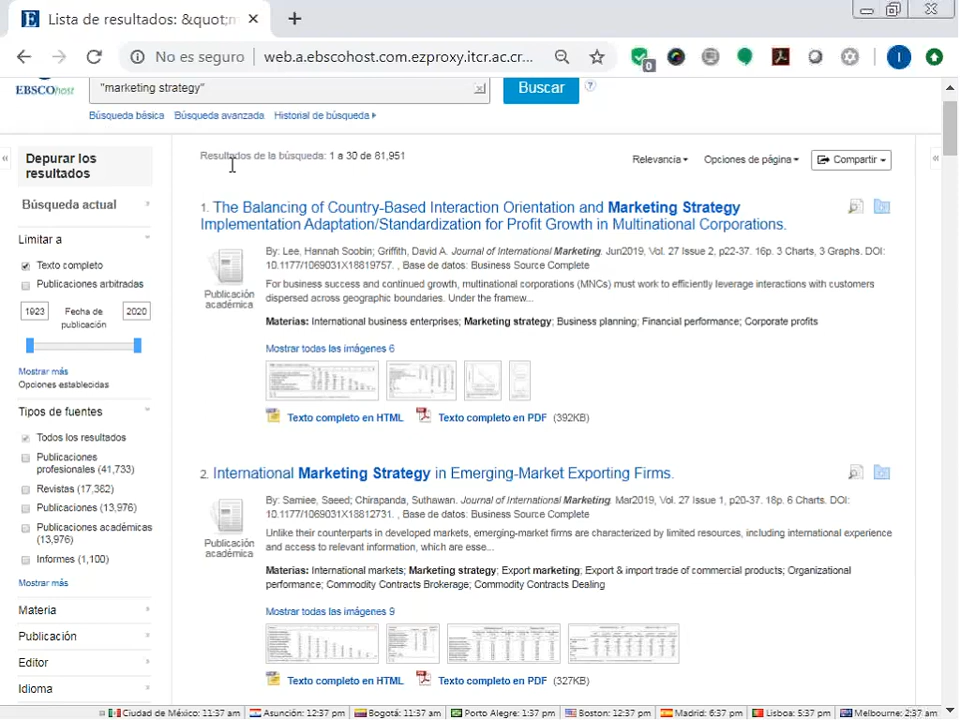 Lista de resultados: &quot;m
No es seguro
web.a.ebscohost.com.ezproxy.itcr.ac.cr...
0
I
EBSCOhost
"marketing strategy"
Buscar
Búsqueda básica Búsqueda avanzada Historial de búsqueda
Depurar los
resultados
Búsqueda actual
Limitar a
Texto completo
Publicaciones arbitradas
1923 Fecha de publicación 2020
Mostrar más
Opciones establecidas
Tipos de fuentes
Todos los resultados
Publicaciones
profesionales (41,733)
Revistas (17,382)
Publicaciones (13,976)
Publicaciones académicas
(13,976)
Informes (1,100)
Mostrar más
Materia
Publicación
Editor
Idioma
Resultados de la búsqueda: 1 a 30 de 81,951
Relevancia Opciones de página Compartir
1. The Balancing of Country-Based Interaction Orientation and Marketing Strategy
Implementation Adaptation/Standardization for Profit Growth in Multinational Corporations.
Publicación
académica
By: Lee, Hannah Soobin; Griffith, David A. Journal of International Marketing. Jun2019, Vol. 27 Issue 2, p22-37. 16p. 3 Charts, 3 Graphs. DOI:
10.1177/1069031X18819757. , Base de datos: Business Source Complete
For business success and continued growth, multinational corporations (MNCs) must work to efficiently leverage interactions with customers
dispersed across geographic boundaries. Under the framew...
Materias: International business enterprises; Marketing strategy; Business planning; Financial performance; Corporate profits
Mostrar todas las imágenes 6
Texto completo en HTML Texto completo en PDF (392KB)
2. International Marketing Strategy in Emerging-Market Exporting Firms.
Publicación
académica
By: Samiee, Saeed; Chirapanda, Suthawan. Journal of International Marketing. Mar2019, Vol. 27 Issue 1, p20-37. 18p. 6 Charts. DOI:
10.1177/1069031X18812731. , Base de datos: Business Source Complete
Unlike their counterparts in developed markets, emerging-market firms are characterized by limited resources, including international experience
and access to relevant information, which are esse...
Materias: International markets; Marketing strategy; Export marketing; Export & import trade of commercial products; Organizational
performance; Commodity Contracts Brokerage; Commodity Contracts Dealing
Mostrar todas las imágenes 9
Texto completo en HTML Texto completo en PDF (327KB)
Ciudad de México: 11:37 am Asunción: 12:37 pm Bogotá: 11:37 am Porto Alegre: 1:37 pm Boston: 12:37 pm Madrid: 6:37 pm Lisboa: 5:37 pm Melbourne: 2:37 am